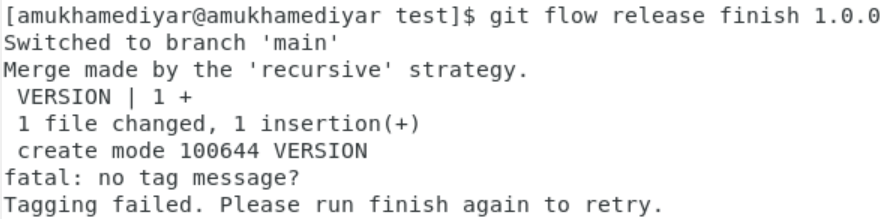 [amukhamediyar@amukhamediyar test]$ git flow release finish 1.0.0
Switched to branch 'main'
Merge made by the 'recursive' strategy.
 VERSION | 1 +
 1 file changed, 1 insertion(+)
 create mode 100644 VERSION
fatal: no tag message?
Tagging failed. Please run finish again to retry.